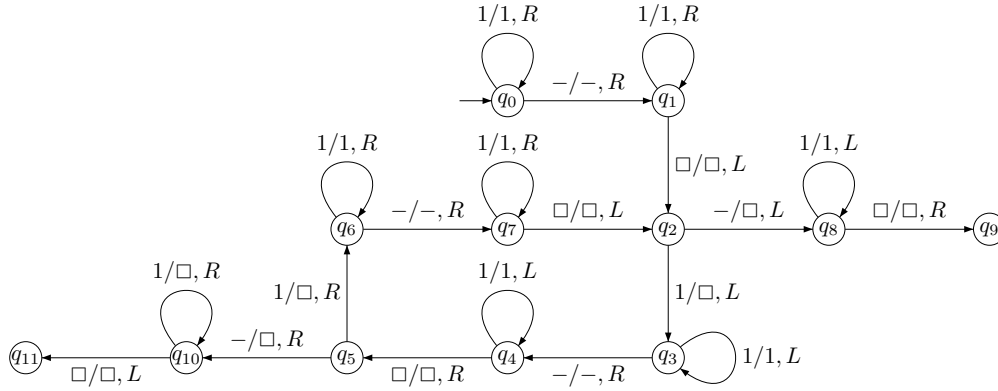 1/1, R 1/1, R
q0 −/−, R q1
1/1, R 1/1, R □/□, L 1/1, L
q6 −/−, R q7 □/□, L q2 −/□, L q8 □/□, R q9
1/□, R 1/□, R 1/1, L 1/□, L
q11 □/□, L q10 −/□, R q5 □/□, R q4 −/−, R q3 1/1, L